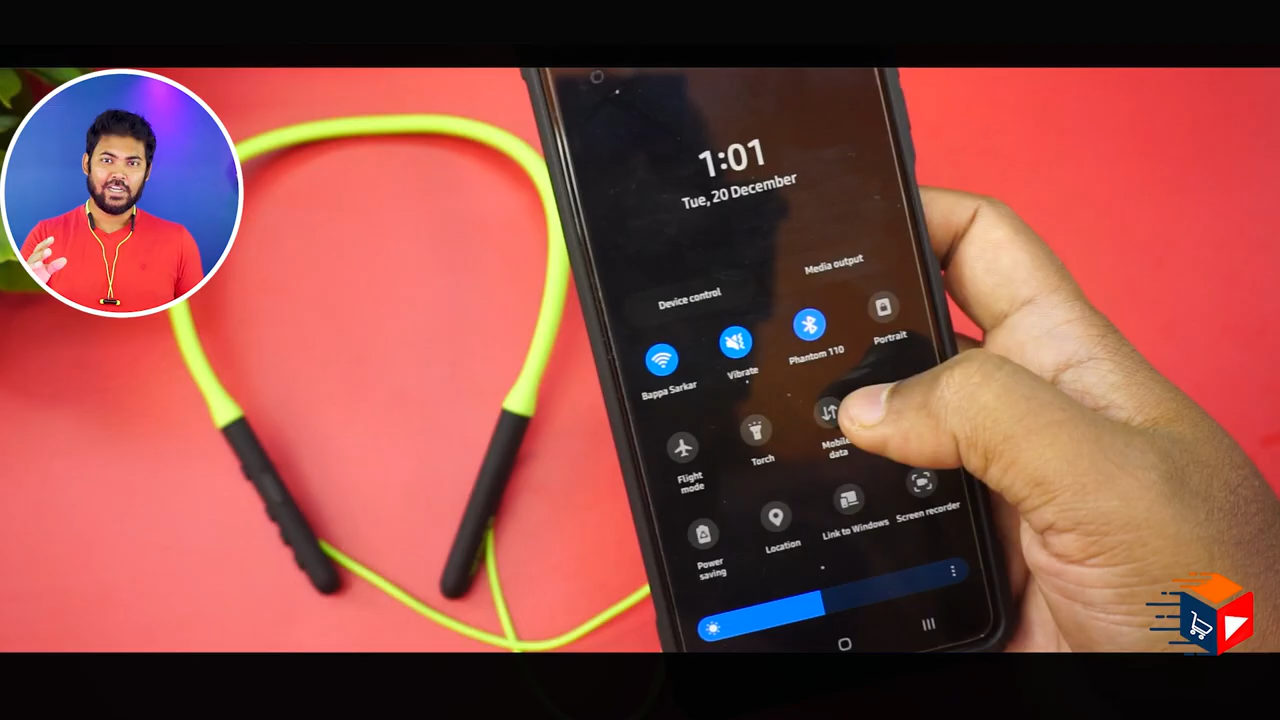 1:01
Tue, 20 December
Device control
Media output
Bappa Sarkar
Vibrate
Phantom 110
Portrait
Flight
mode
Torch
Mobile
data
Power
saving
Location
Link to Windows
Screen recorder